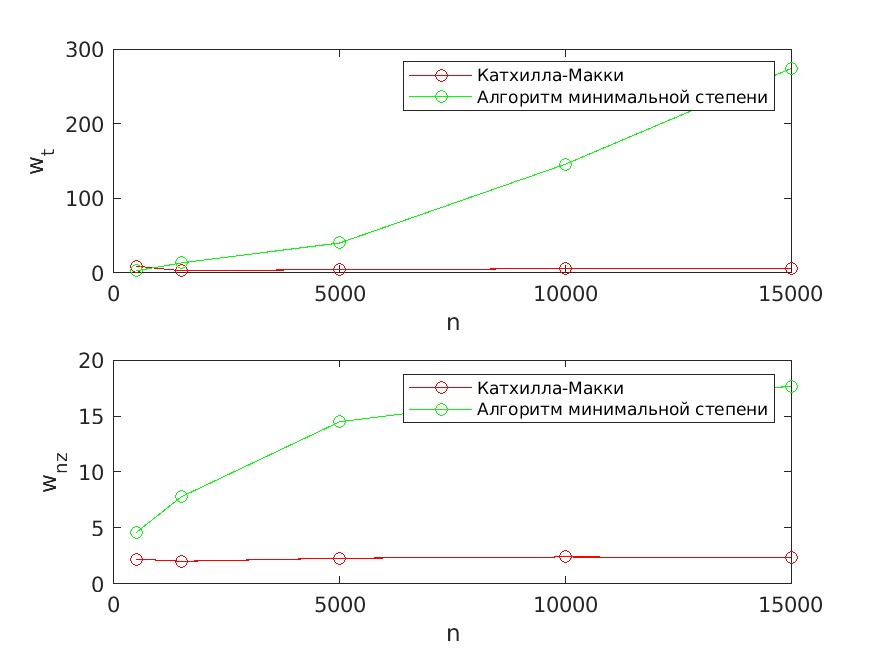 300
200
100
0
w_t
Катхилла-Макки
Алгоритм минимальной степени
0 5000 10000 15000
n
20
15
10
5
0
w_nz
Катхилла-Макки
Алгоритм минимальной степени
0 5000 10000 15000
n